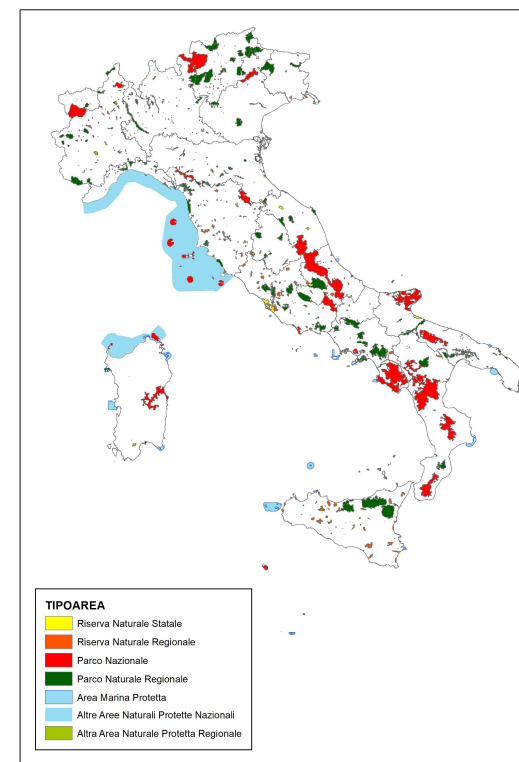 TIPOAREA
Riserva Naturale Statale
Riserva Naturale Regionale
Parco Nazionale
Parco Naturale Regionale
Area Marina Protetta
Altre Aree Naturali Protette Nazionali
Altra Area Naturale Protetta Regionale